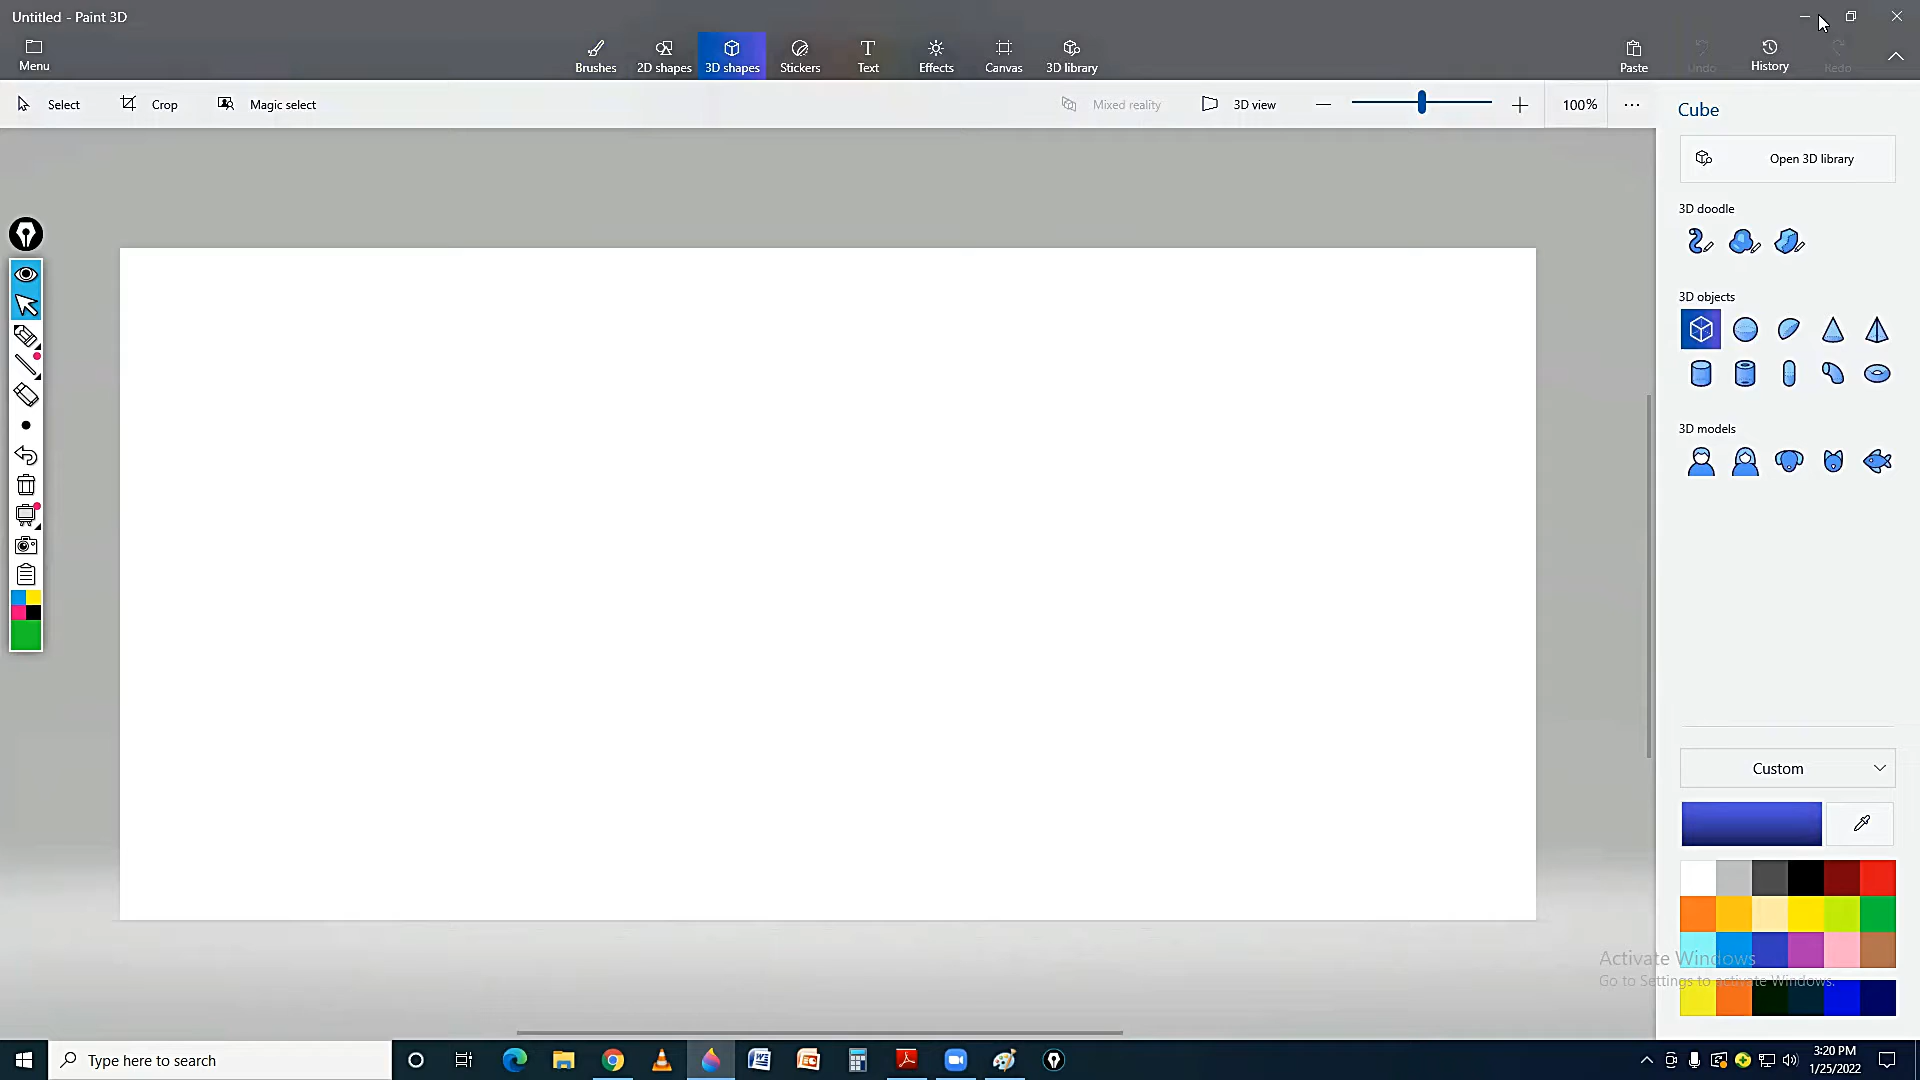 Untitled - Paint 3D
Menu
Brushes
2D shapes
3D shapes
Stickers
Text
Effects
Canvas
3D library
Paste
Undo
History
Redo
Select
Crop
Magic select
Mixed reality
3D view
100%
Cube
Open 3D library
3D doodle
3D objects
3D models
Custom
Activate Windows
Go to Settings to activate Windows.
Type here to search
3:20 PM
1/25/2022